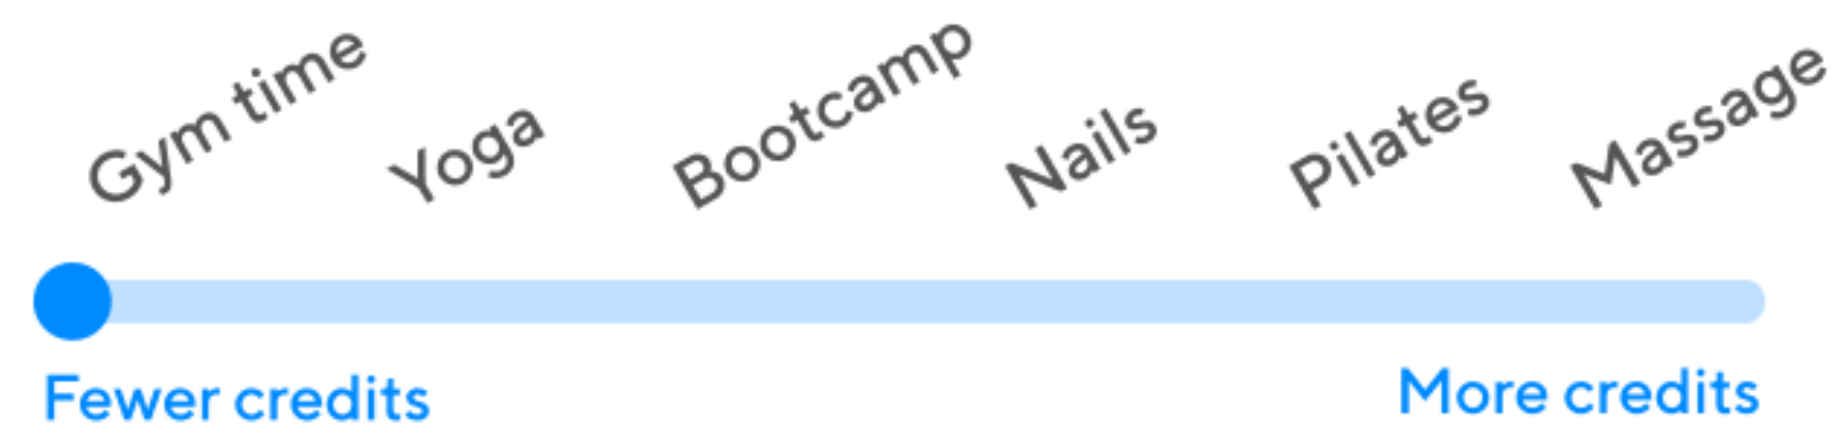 Gym time
Yoga
Bootcamp
Nails
Pilates
Massage
Fewer credits
More credits